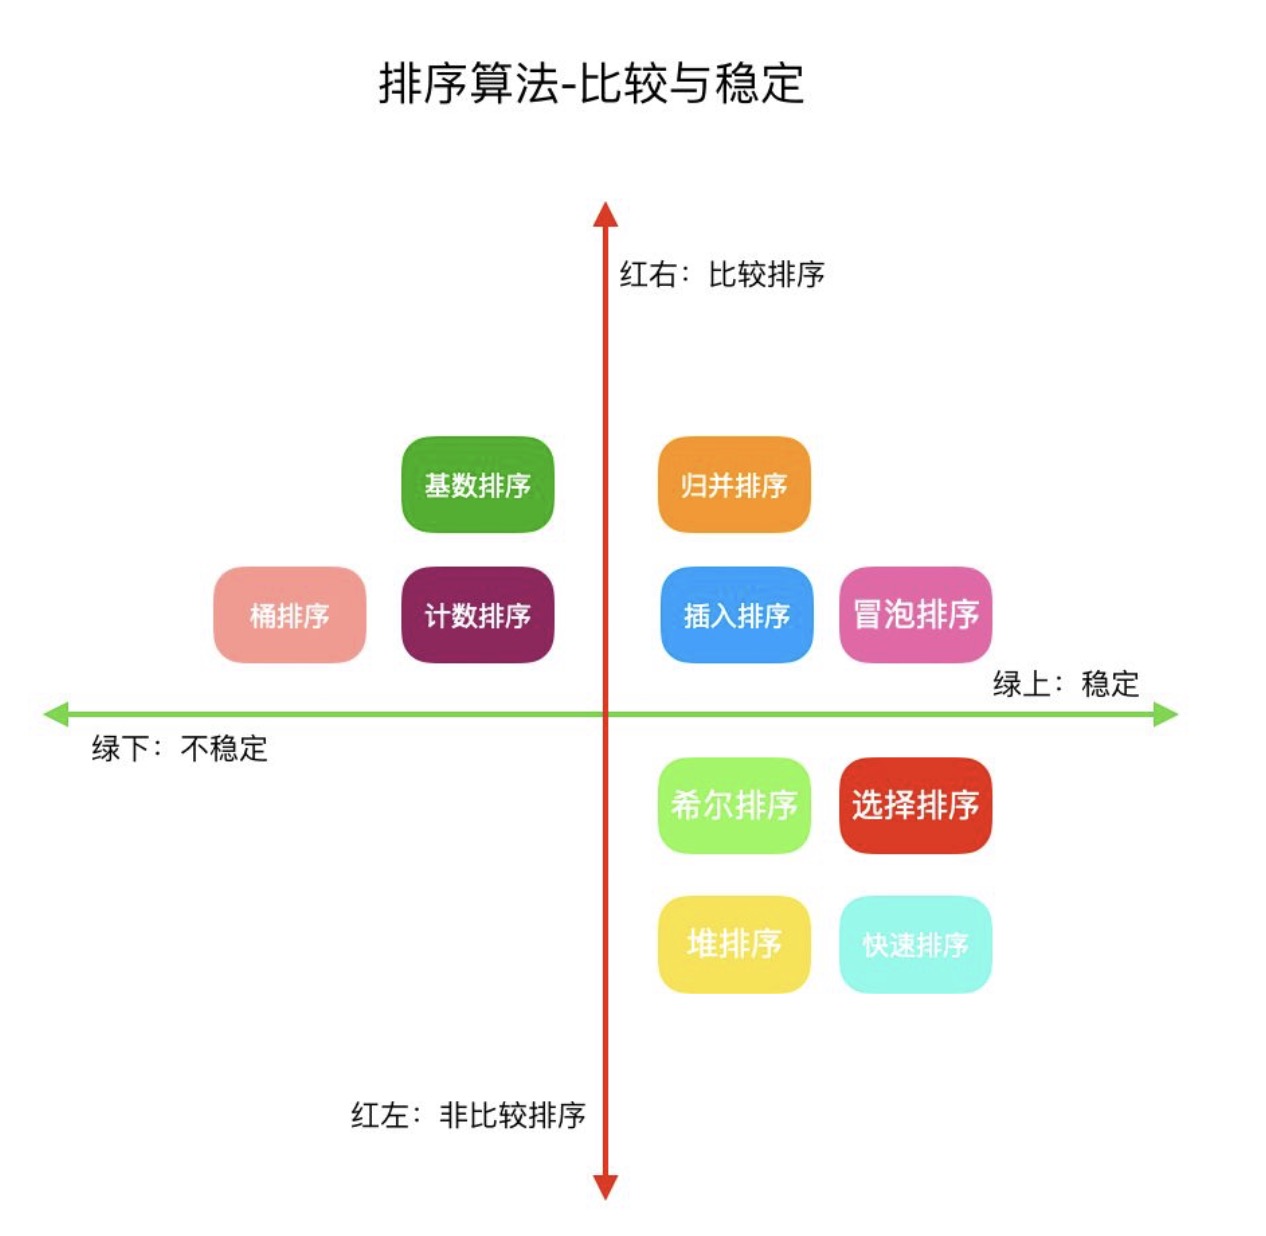 排序算法-比较与稳定
红右：比较排序
基数排序
归并排序
桶排序
计数排序
插入排序
冒泡排序
绿上：稳定
绿下：不稳定
希尔排序
选择排序
堆排序
快速排序
红左：非比较排序